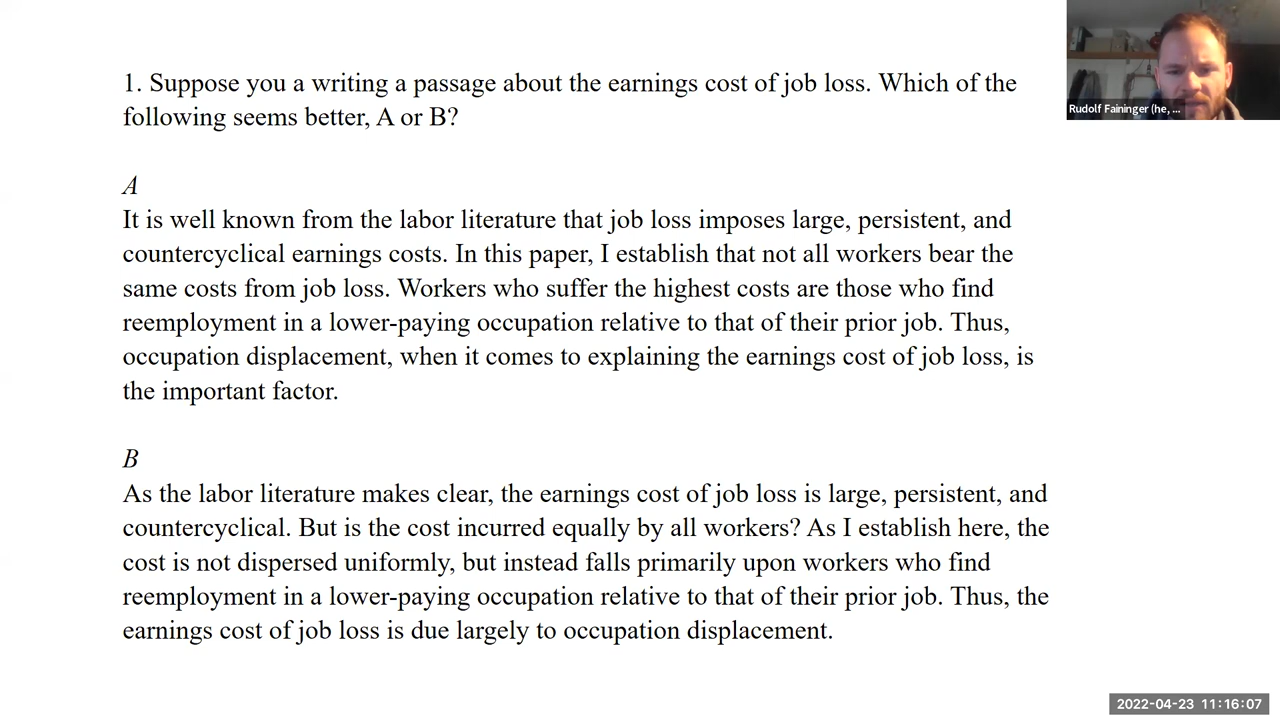 1. Suppose you a writing a passage about the earnings cost of job loss. Which of the
following seems better, A or B?
A
It is well known from the labor literature that job loss imposes large, persistent, and
countercyclical earnings costs. In this paper, I establish that not all workers bear the
same costs from job loss. Workers who suffer the highest costs are those who find
reemployment in a lower-paying occupation relative to that of their prior job. Thus,
occupation displacement, when it comes to explaining the earnings cost of job loss, is
the important factor.
B
As the labor literature makes clear, the earnings cost of job loss is large, persistent, and
countercyclical. But is the cost incurred equally by all workers? As I establish here, the
cost is not dispersed uniformly, but instead falls primarily upon workers who find
reemployment in a lower-paying occupation relative to that of their prior job. Thus, the
earnings cost of job loss is due largely to occupation displacement.
Rudolf Faininger (he, ...
2022-04-23 11:16:07